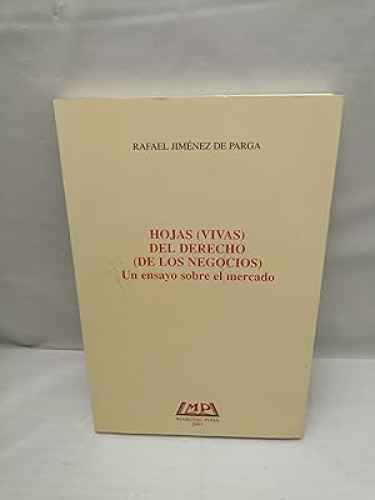 RAFAEL JIMÉNEZ DE PARGA
HOJAS (VIVAS)
DEL DERECHO
(DE LOS NEGOCIOS)
Un ensayo sobre el mercado
MP
MARCIAL PONS